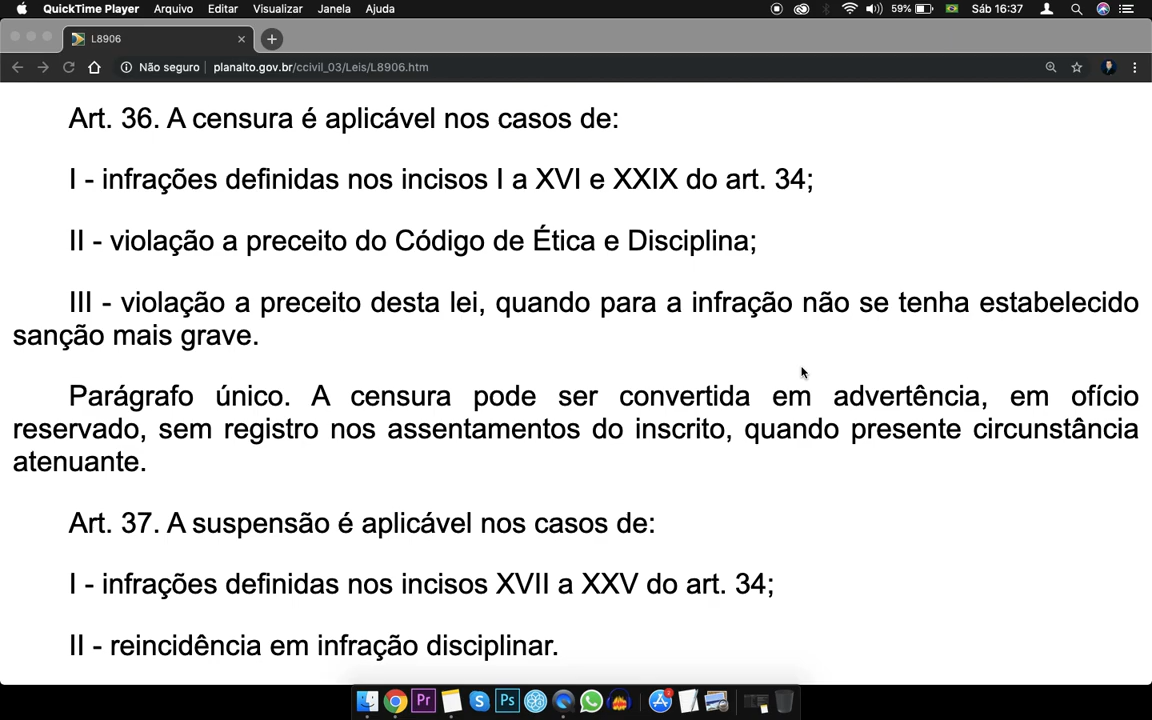 QuickTime Player Arquivo Editar Visualizar Janela Ajuda 59% Sáb 16:37
L8906
Não seguro planalto.gov.br/ccivil_03/Leis/L8906.htm
Art. 36. A censura é aplicável nos casos de:
I - infrações definidas nos incisos I a XVI e XXIX do art. 34;
II - violação a preceito do Código de Ética e Disciplina;
III - violação a preceito desta lei, quando para a infração não se tenha estabelecido
sanção mais grave.
Parágrafo único. A censura pode ser convertida em advertência, em ofício
reservado, sem registro nos assentamentos do inscrito, quando presente circunstância
atenuante.
Art. 37. A suspensão é aplicável nos casos de:
I - infrações definidas nos incisos XVII a XXV do art. 34;
II - reincidência em infração disciplinar.
Pr S Ps